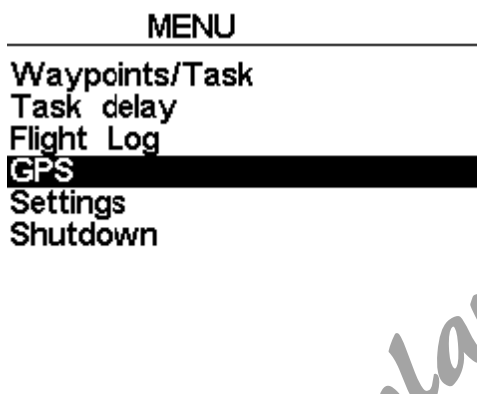 MENU
Waypoints/Task
Task delay
Flight Log
GPS
Settings
Shutdown